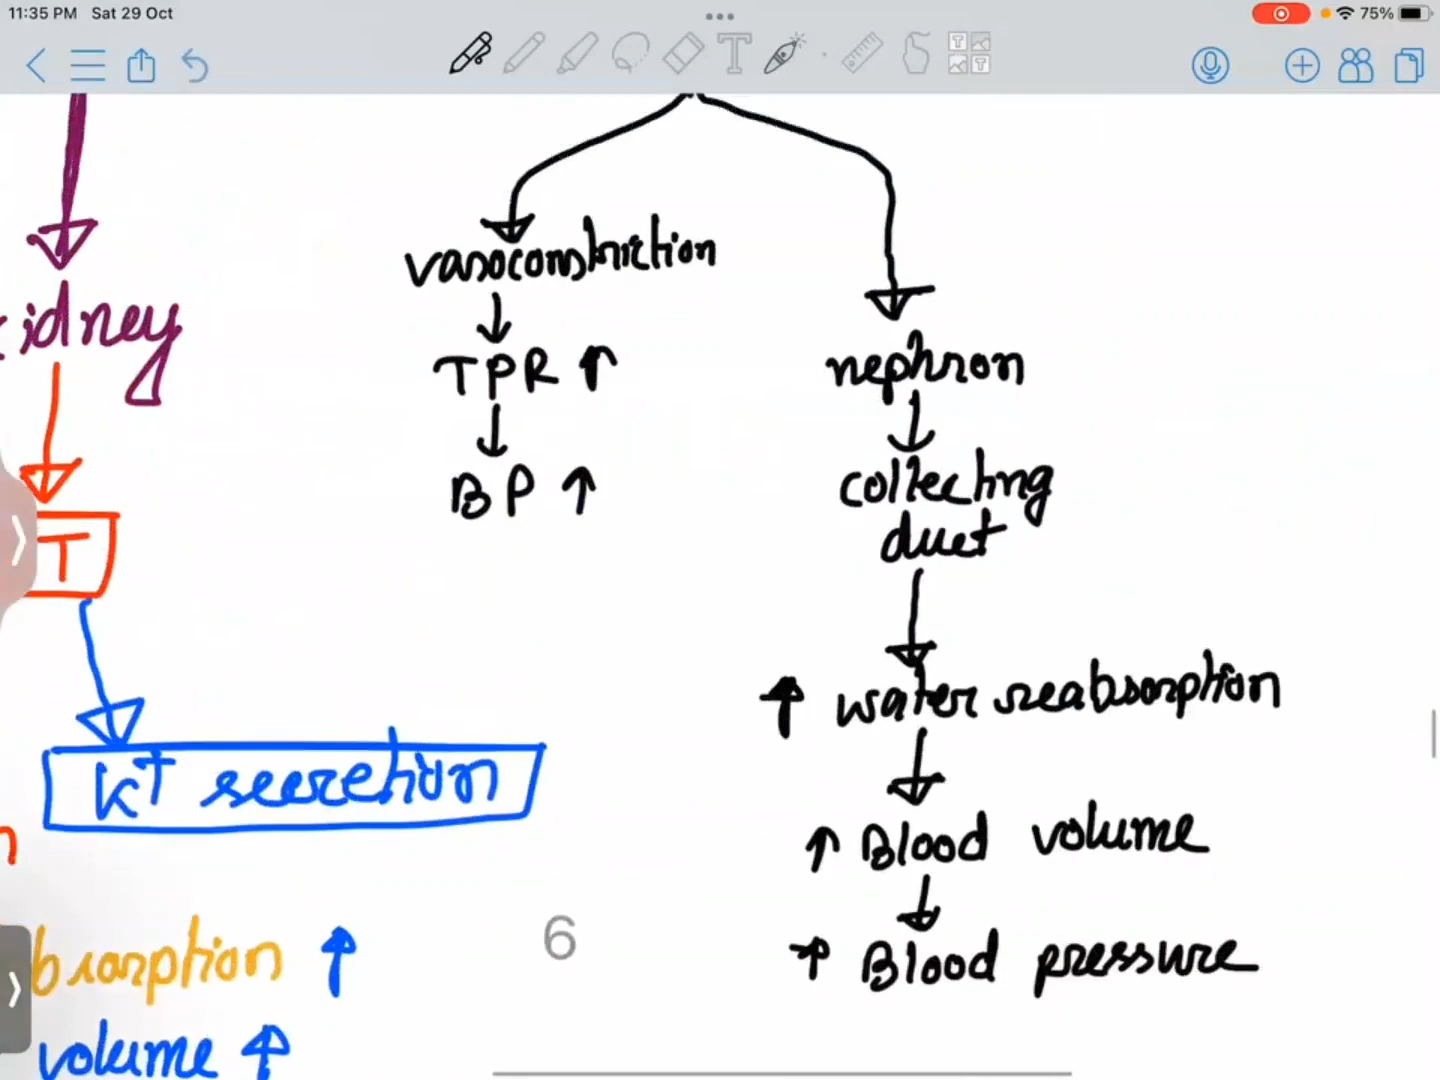 11:35 PM Sat 29 Oct
75%
vasoconstriction
TPR ↑
BP ↑
nephron
collecting
duct
↑ water reabsorption
↑ Blood volume
↑ Blood pressure
idney
T
K+ secretion
n
bsorption ↑
volume ↑
6